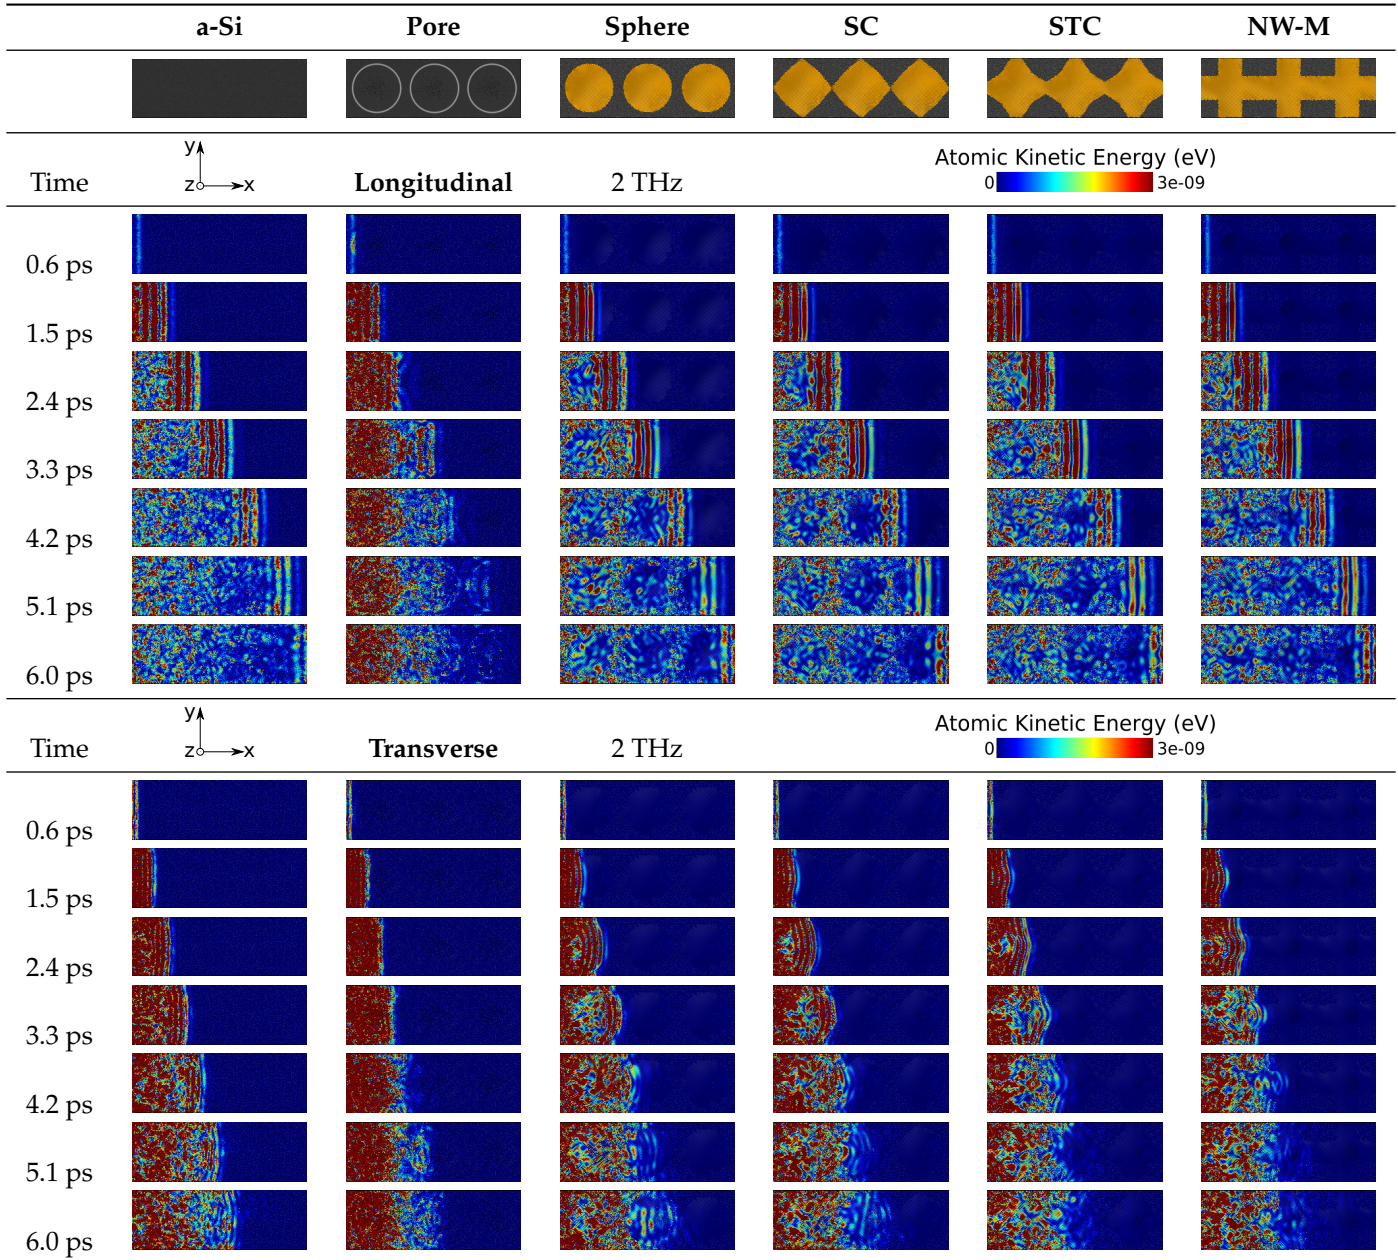 a-Si Pore Sphere SC STC NW-M
Time y z x Longitudinal 2 THz Atomic Kinetic Energy (eV) 0 3e-09
0.6 ps
1.5 ps
2.4 ps
3.3 ps
4.2 ps
5.1 ps
6.0 ps
Time y z x Transverse 2 THz Atomic Kinetic Energy (eV) 0 3e-09
0.6 ps
1.5 ps
2.4 ps
3.3 ps
4.2 ps
5.1 ps
6.0 ps